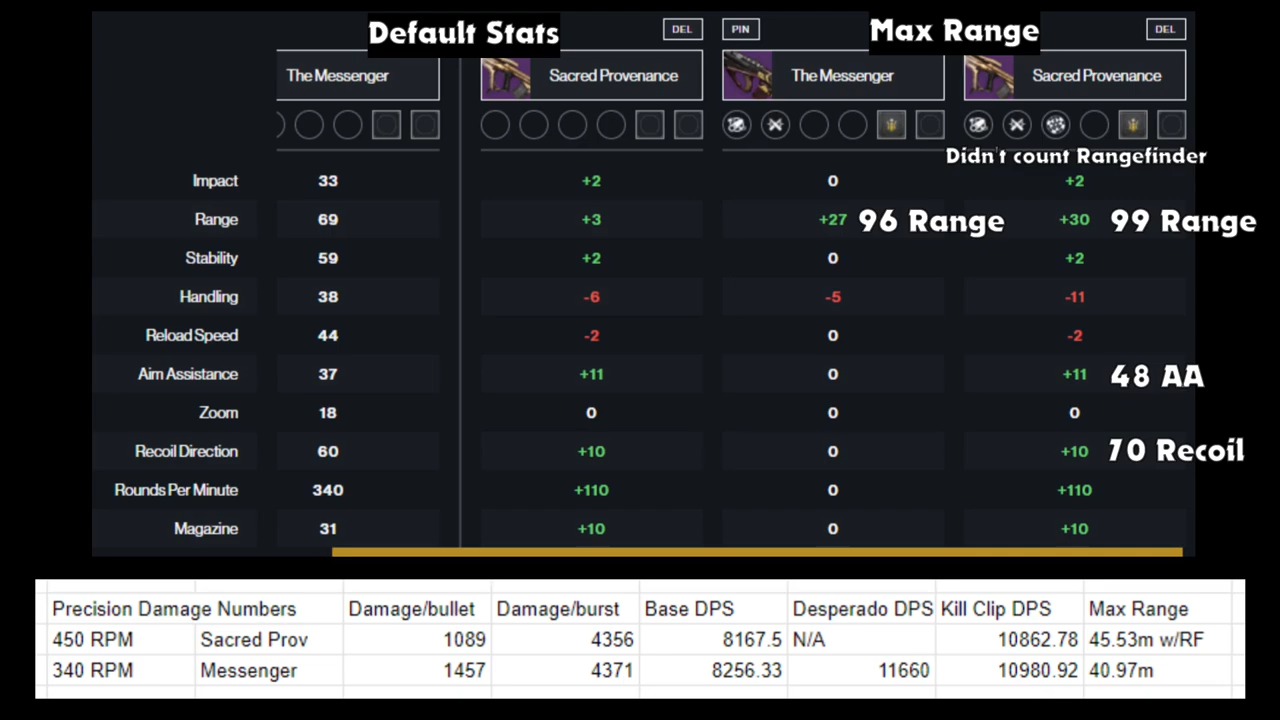 Default Stats Max Range
DEL PIN DEL
The Messenger Sacred Provenance The Messenger Sacred Provenance
Didn't count Rangefinder
Impact 33 +2 0 +2
Range 69 +3 +27 96 Range +30 99 Range
Stability 59 +2 0 +2
Handling 38 -6 -5 -11
Reload Speed 44 -2 0 -2
Aim Assistance 37 +11 0 +11 48 AA
Zoom 18 0 0 0
Recoil Direction 60 +10 0 +10 70 Recoil
Rounds Per Minute 340 +110 0 +110
Magazine 31 +10 0 +10
Precision Damage Numbers Damage/bullet Damage/burst Base DPS Desperado DPS Kill Clip DPS Max Range
450 RPM Sacred Prov 1089 4356 8167.5 N/A 10862.78 45.53m w/RF
340 RPM Messenger 1457 4371 8256.33 11660 10980.92 40.97m